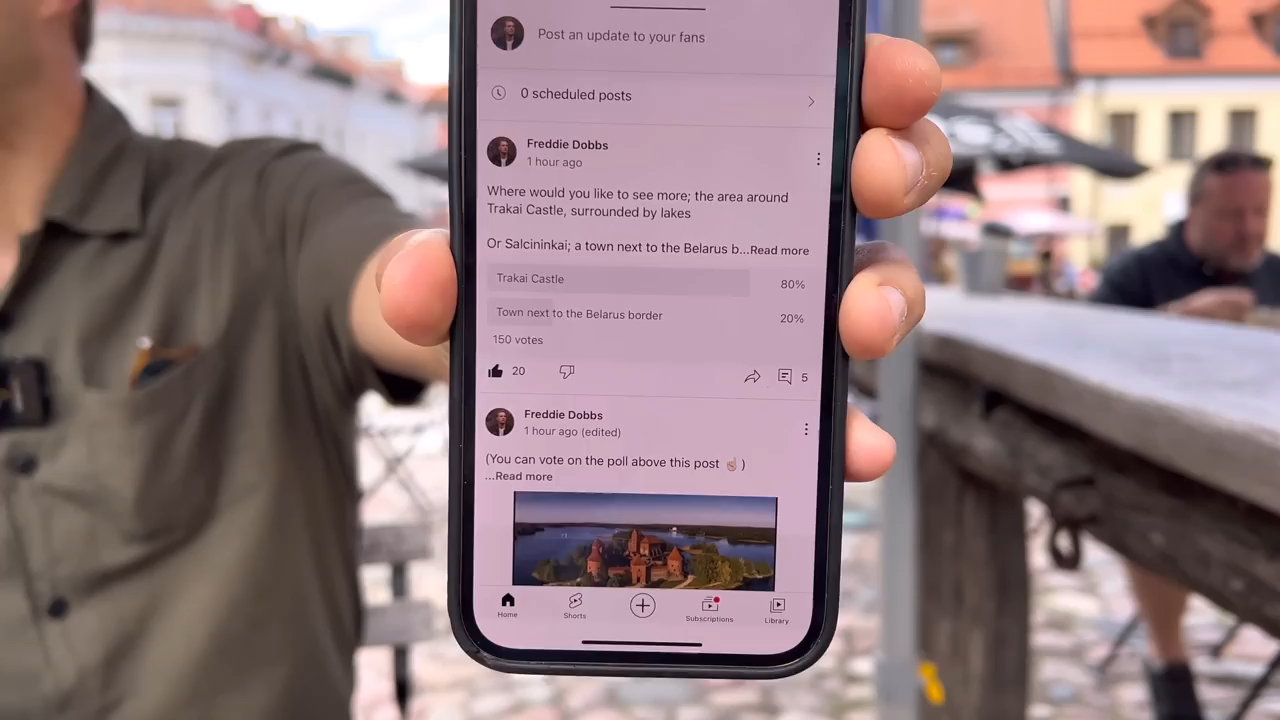 Post an update to your fans
0 scheduled posts
Freddie Dobbs
1 hour ago
Where would you like to see more; the area around
Trakai Castle, surrounded by lakes
Or Salcininkai; a town next to the Belarus b...Read more
Trakai Castle 80%
Town next to the Belarus border 20%
150 votes
20 5
Freddie Dobbs
1 hour ago (edited)
(You can vote on the poll above this post ☝🏼)
...Read more
Home Shorts Subscriptions Library